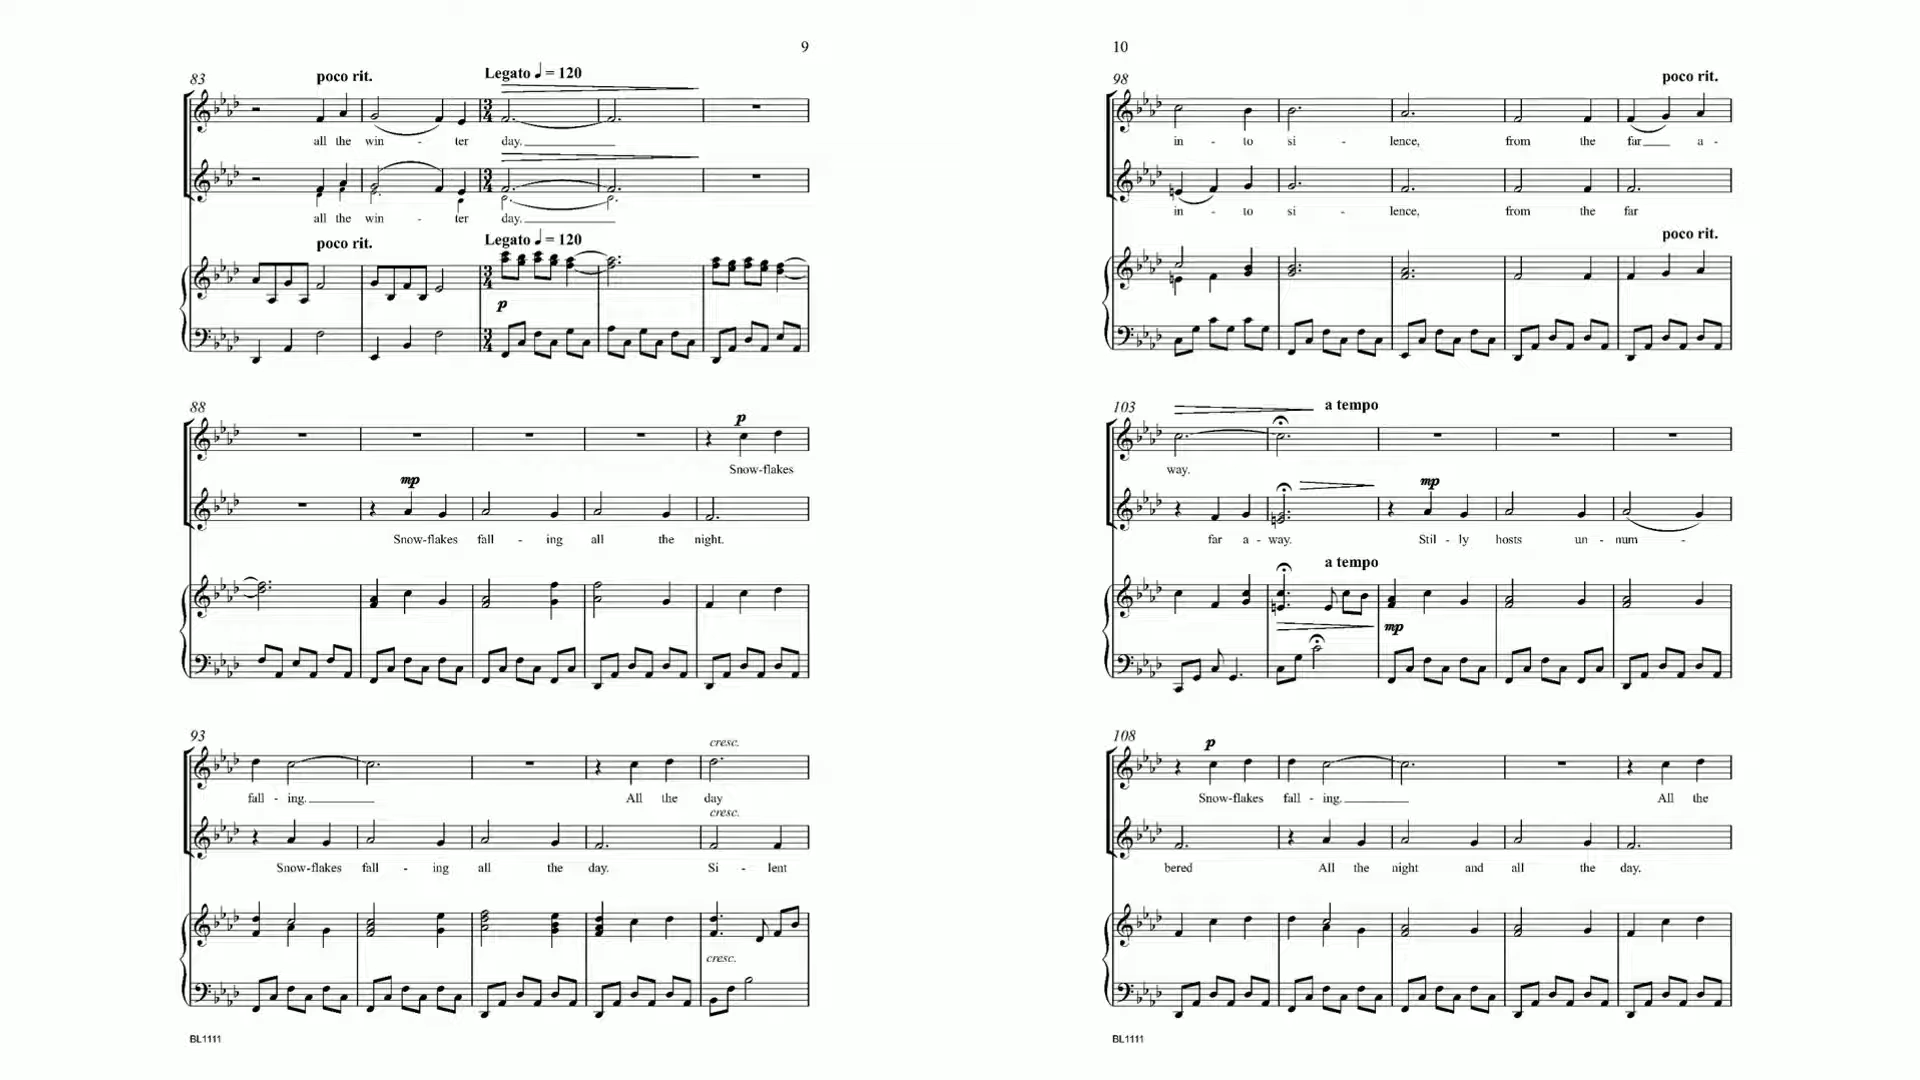 9
83
poco rit.
Legato ♩ = 120
all the win - ter day.
all the win - ter day.
poco rit.
Legato ♩ = 120
p
88
p
Snow-flakes
mp
Snow-flakes fall - ing all the night.
93
cresc.
fall - ing. All the day
cresc.
Snow-flakes fall - ing all the day. Si - lent
cresc.
BL1111
10
98
poco rit.
in - to si - lence, from the far a -
in - to si - lence, from the far
poco rit.
103
a tempo
way.
mp
far a - way. Stil - ly hosts un - num -
a tempo
mp
108
p
Snow-flakes fall - ing. All the
bered All the night and all the day.
BL1111